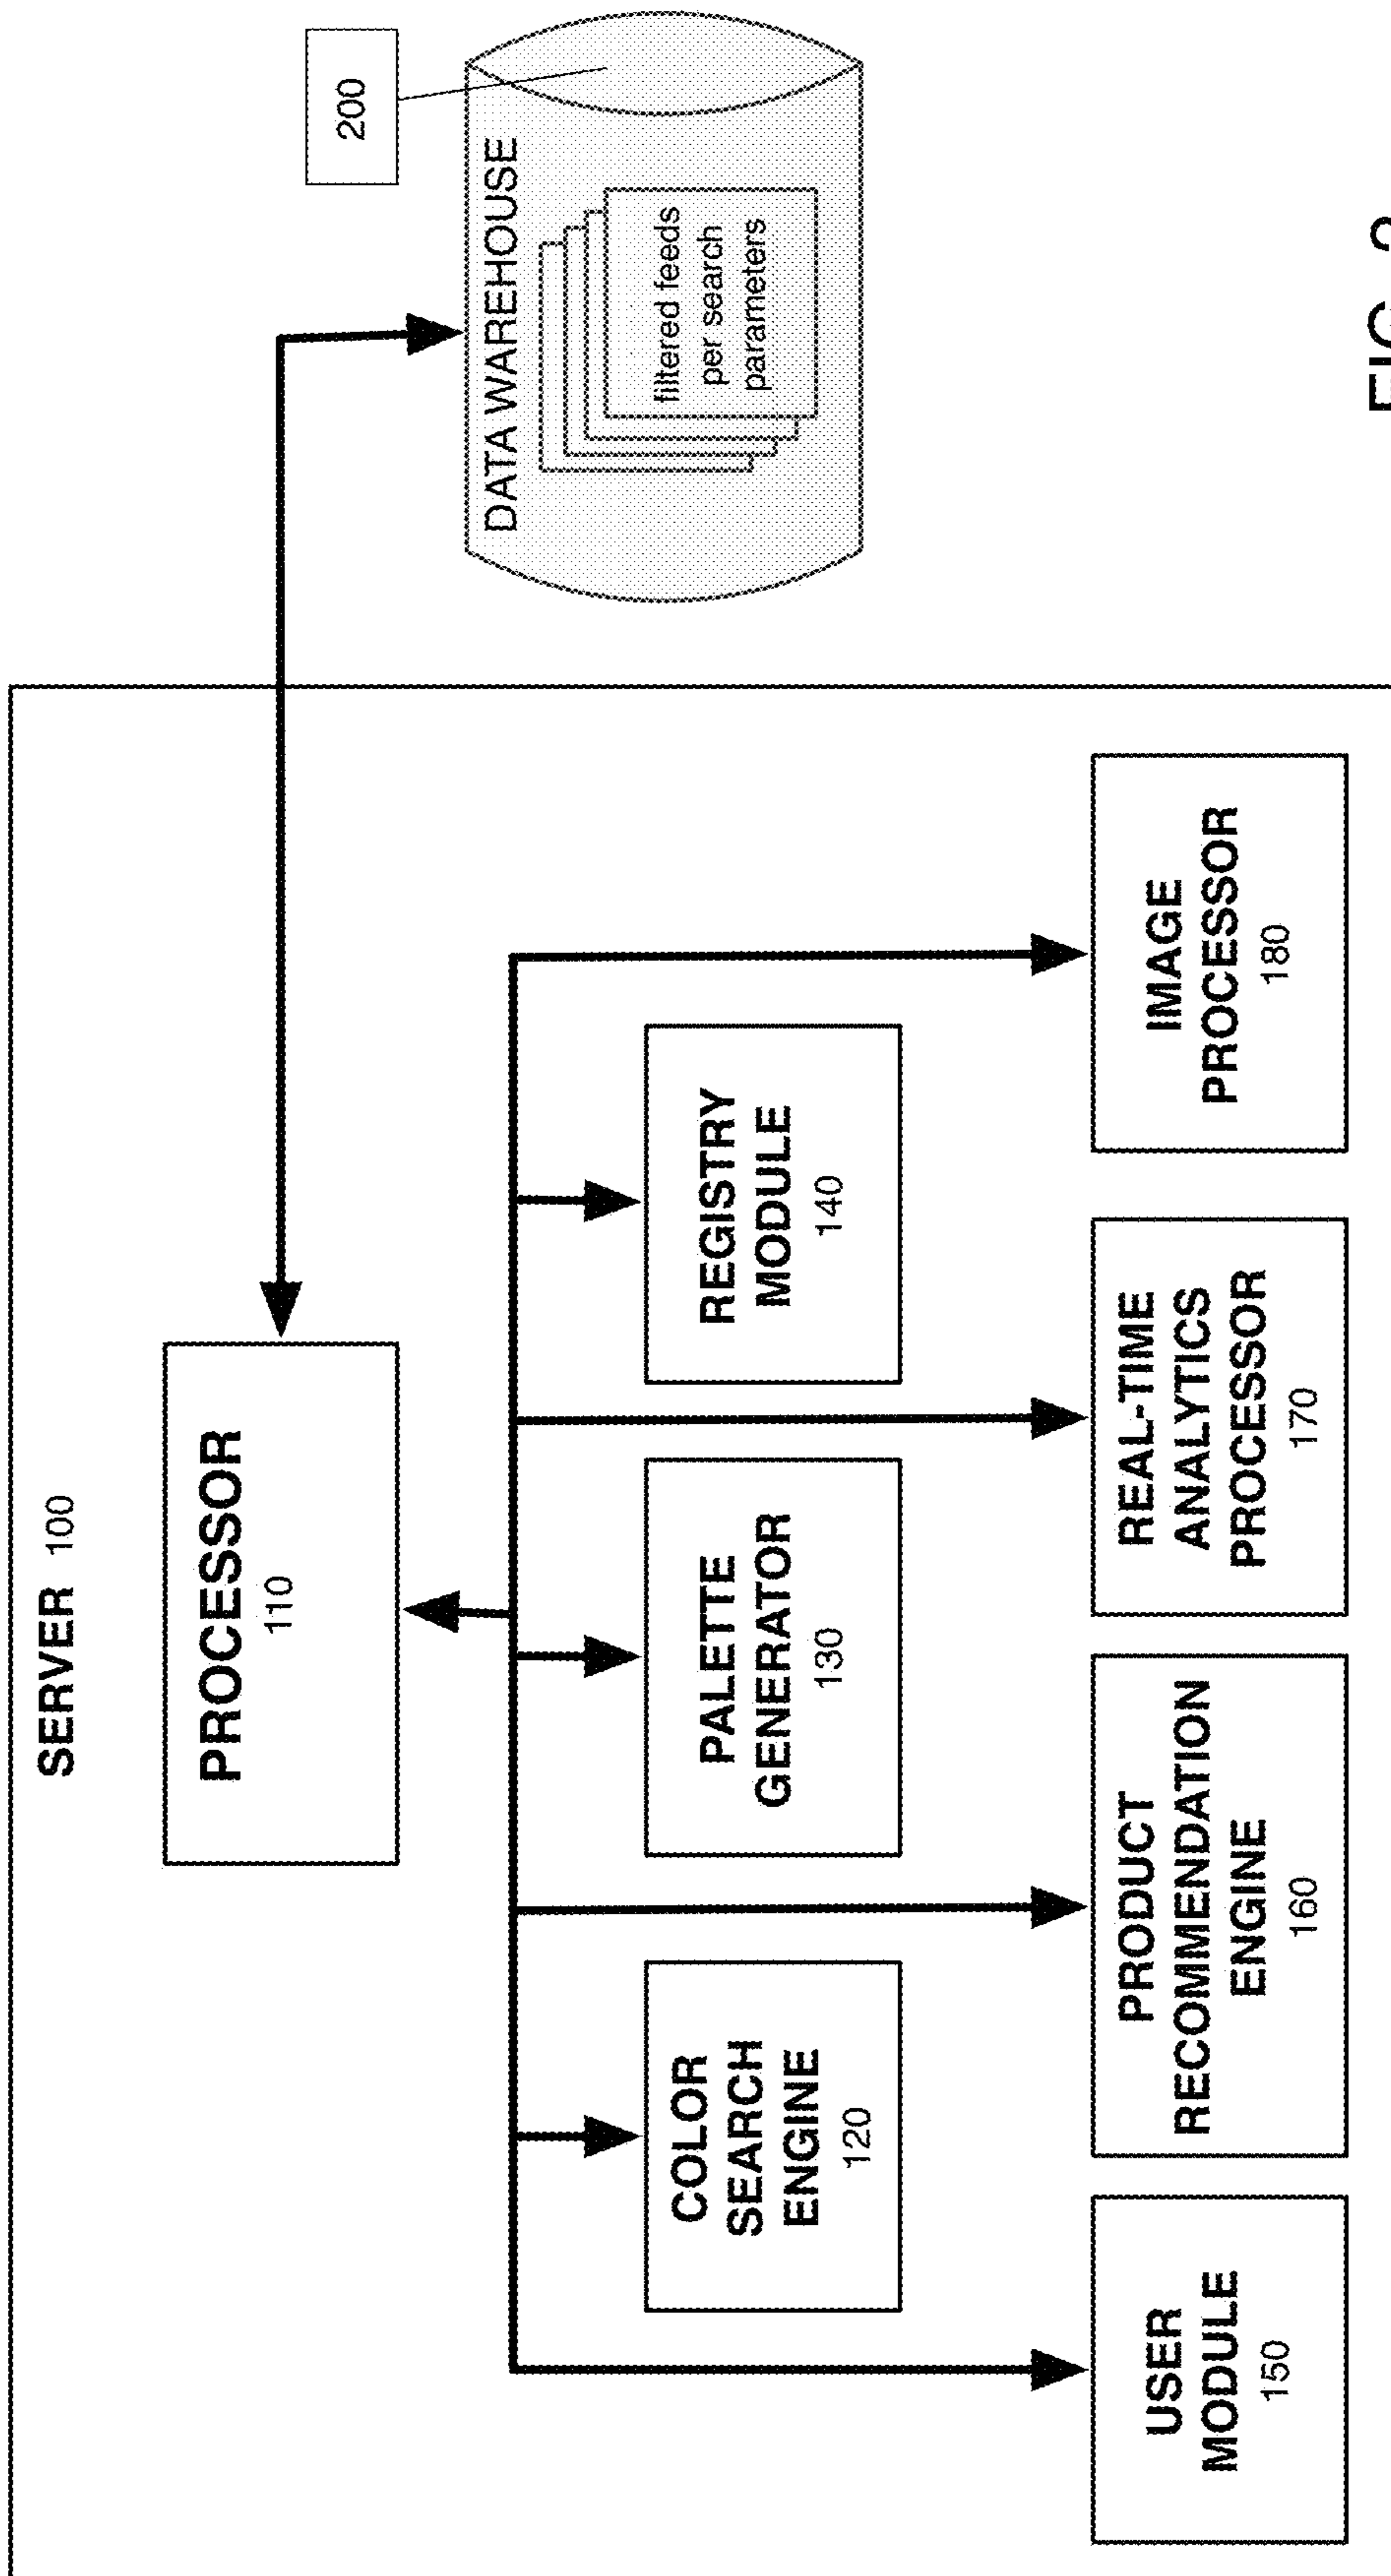 SERVER 100
PROCESSOR
110
200
DATA WAREHOUSE
filtered feeds
per search
parameters
COLOR
SEARCH
ENGINE
120
PALETTE
GENERATOR
130
REGISTRY
MODULE
140
USER
MODULE
150
PRODUCT
RECOMMENDATION
ENGINE
160
REAL-TIME
ANALYTICS
PROCESSOR
170
IMAGE
PROCESSOR
180